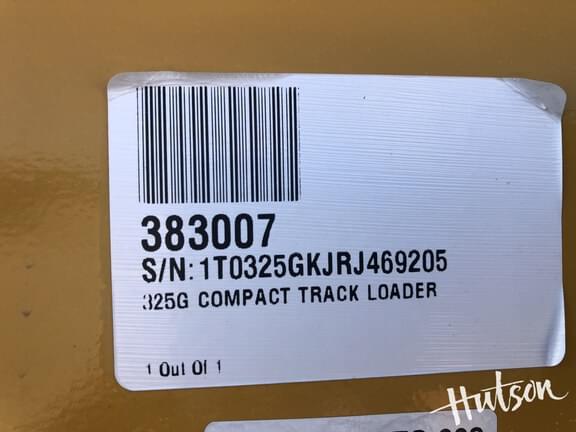 383007
S/N: 1T0325GKJRJ469205
325G COMPACT TRACK LOADER
1 Out Of 1
Hutson